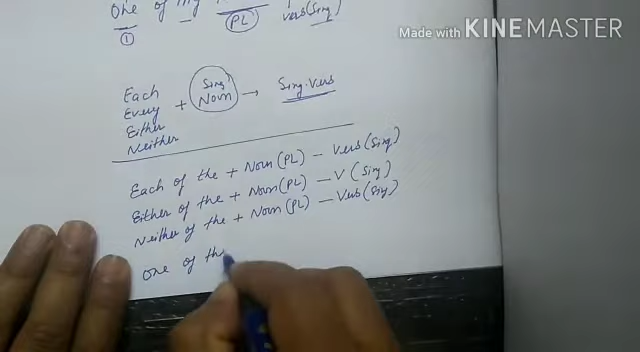 Made with KINEMASTER
One of my
verb(Sing)
① (PL)
Each
Every
Either
Neither
+ Sing' Noun → Sing. Verb
Each of the + Noun (PL) - Verb (Sing)
Either of the + Noun (PL) - V (Sing)
Neither of the + Noun (PL) - Verb (Sing)
One of th